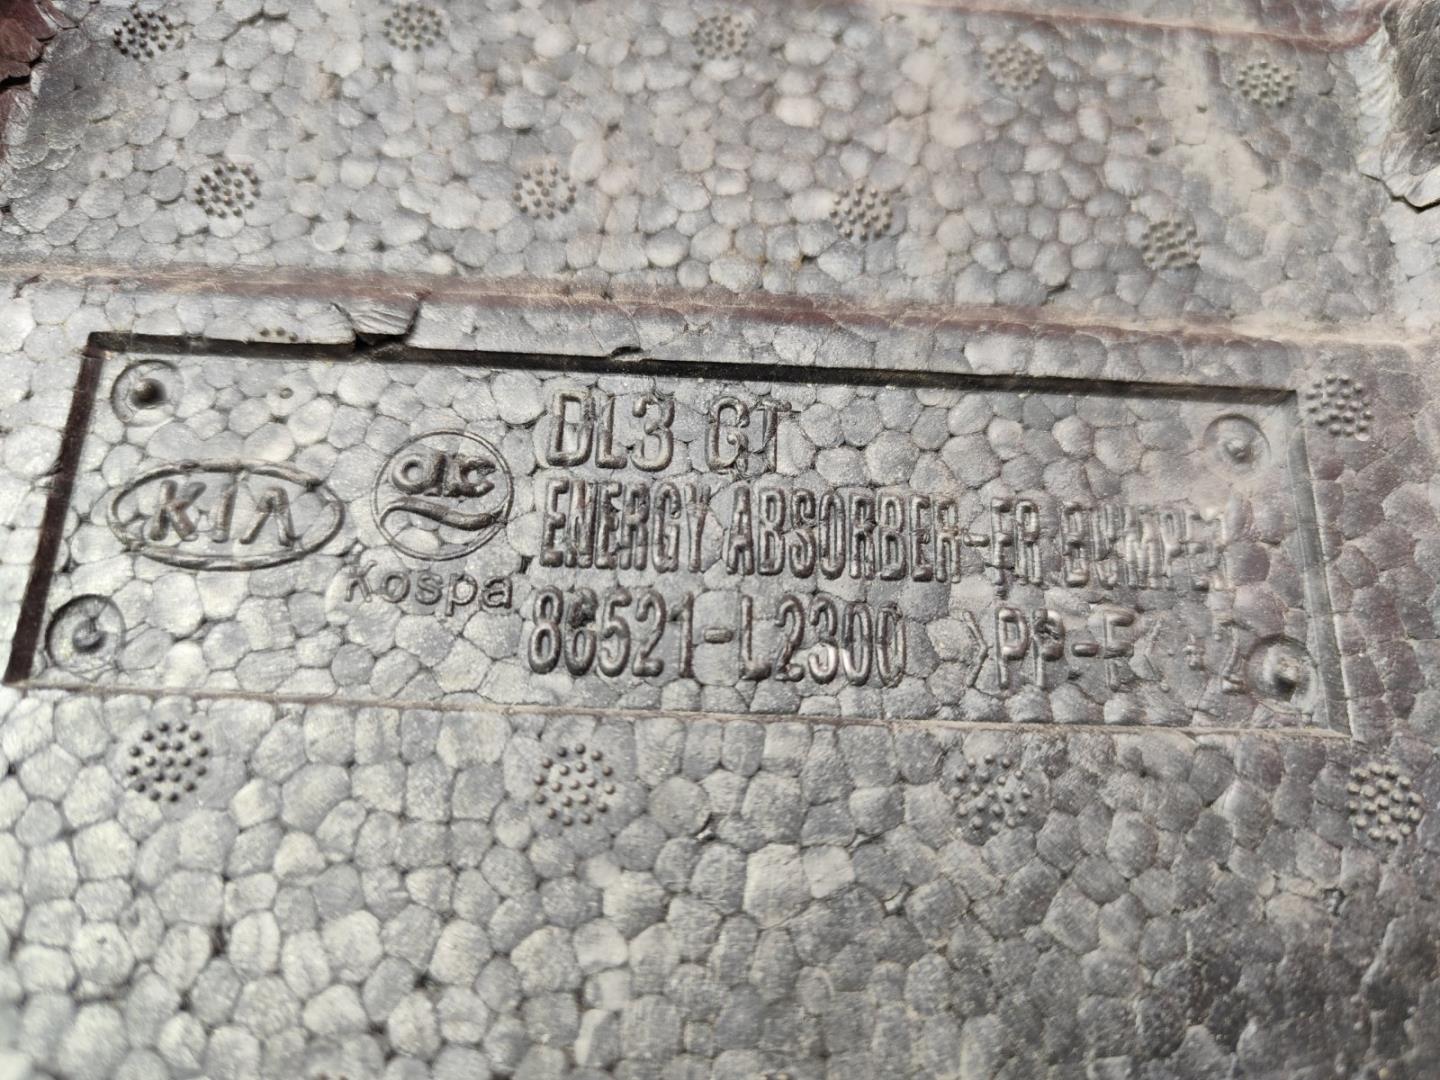 DL3 GT
KIA
Kospa
ENERGY ABSORBER-FR BUMPER
86521-L2300 >PP-F<